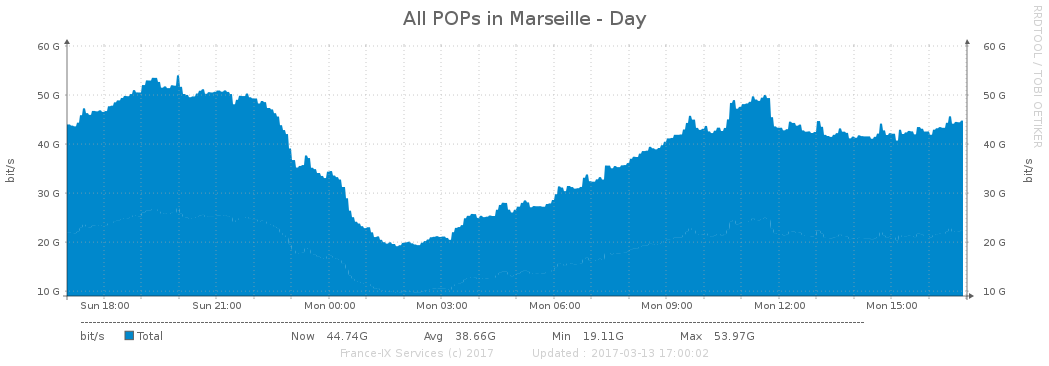 All POPs in Marseille - Day
RRDTOOL / TOBI OETIKER
60 G 60 G
50 G 50 G
40 G 40 G
30 G 30 G
20 G 20 G
10 G 10 G
bit/s
bit/s
Sun 18:00 Sun 21:00 Mon 00:00 Mon 03:00 Mon 06:00 Mon 09:00 Mon 12:00 Mon 15:00
bit/s Total Now 44.74G Avg 38.66G Min 19.11G Max 53.97G
France-IX Services (c) 2017 Updated : 2017-03-13 17:00:02